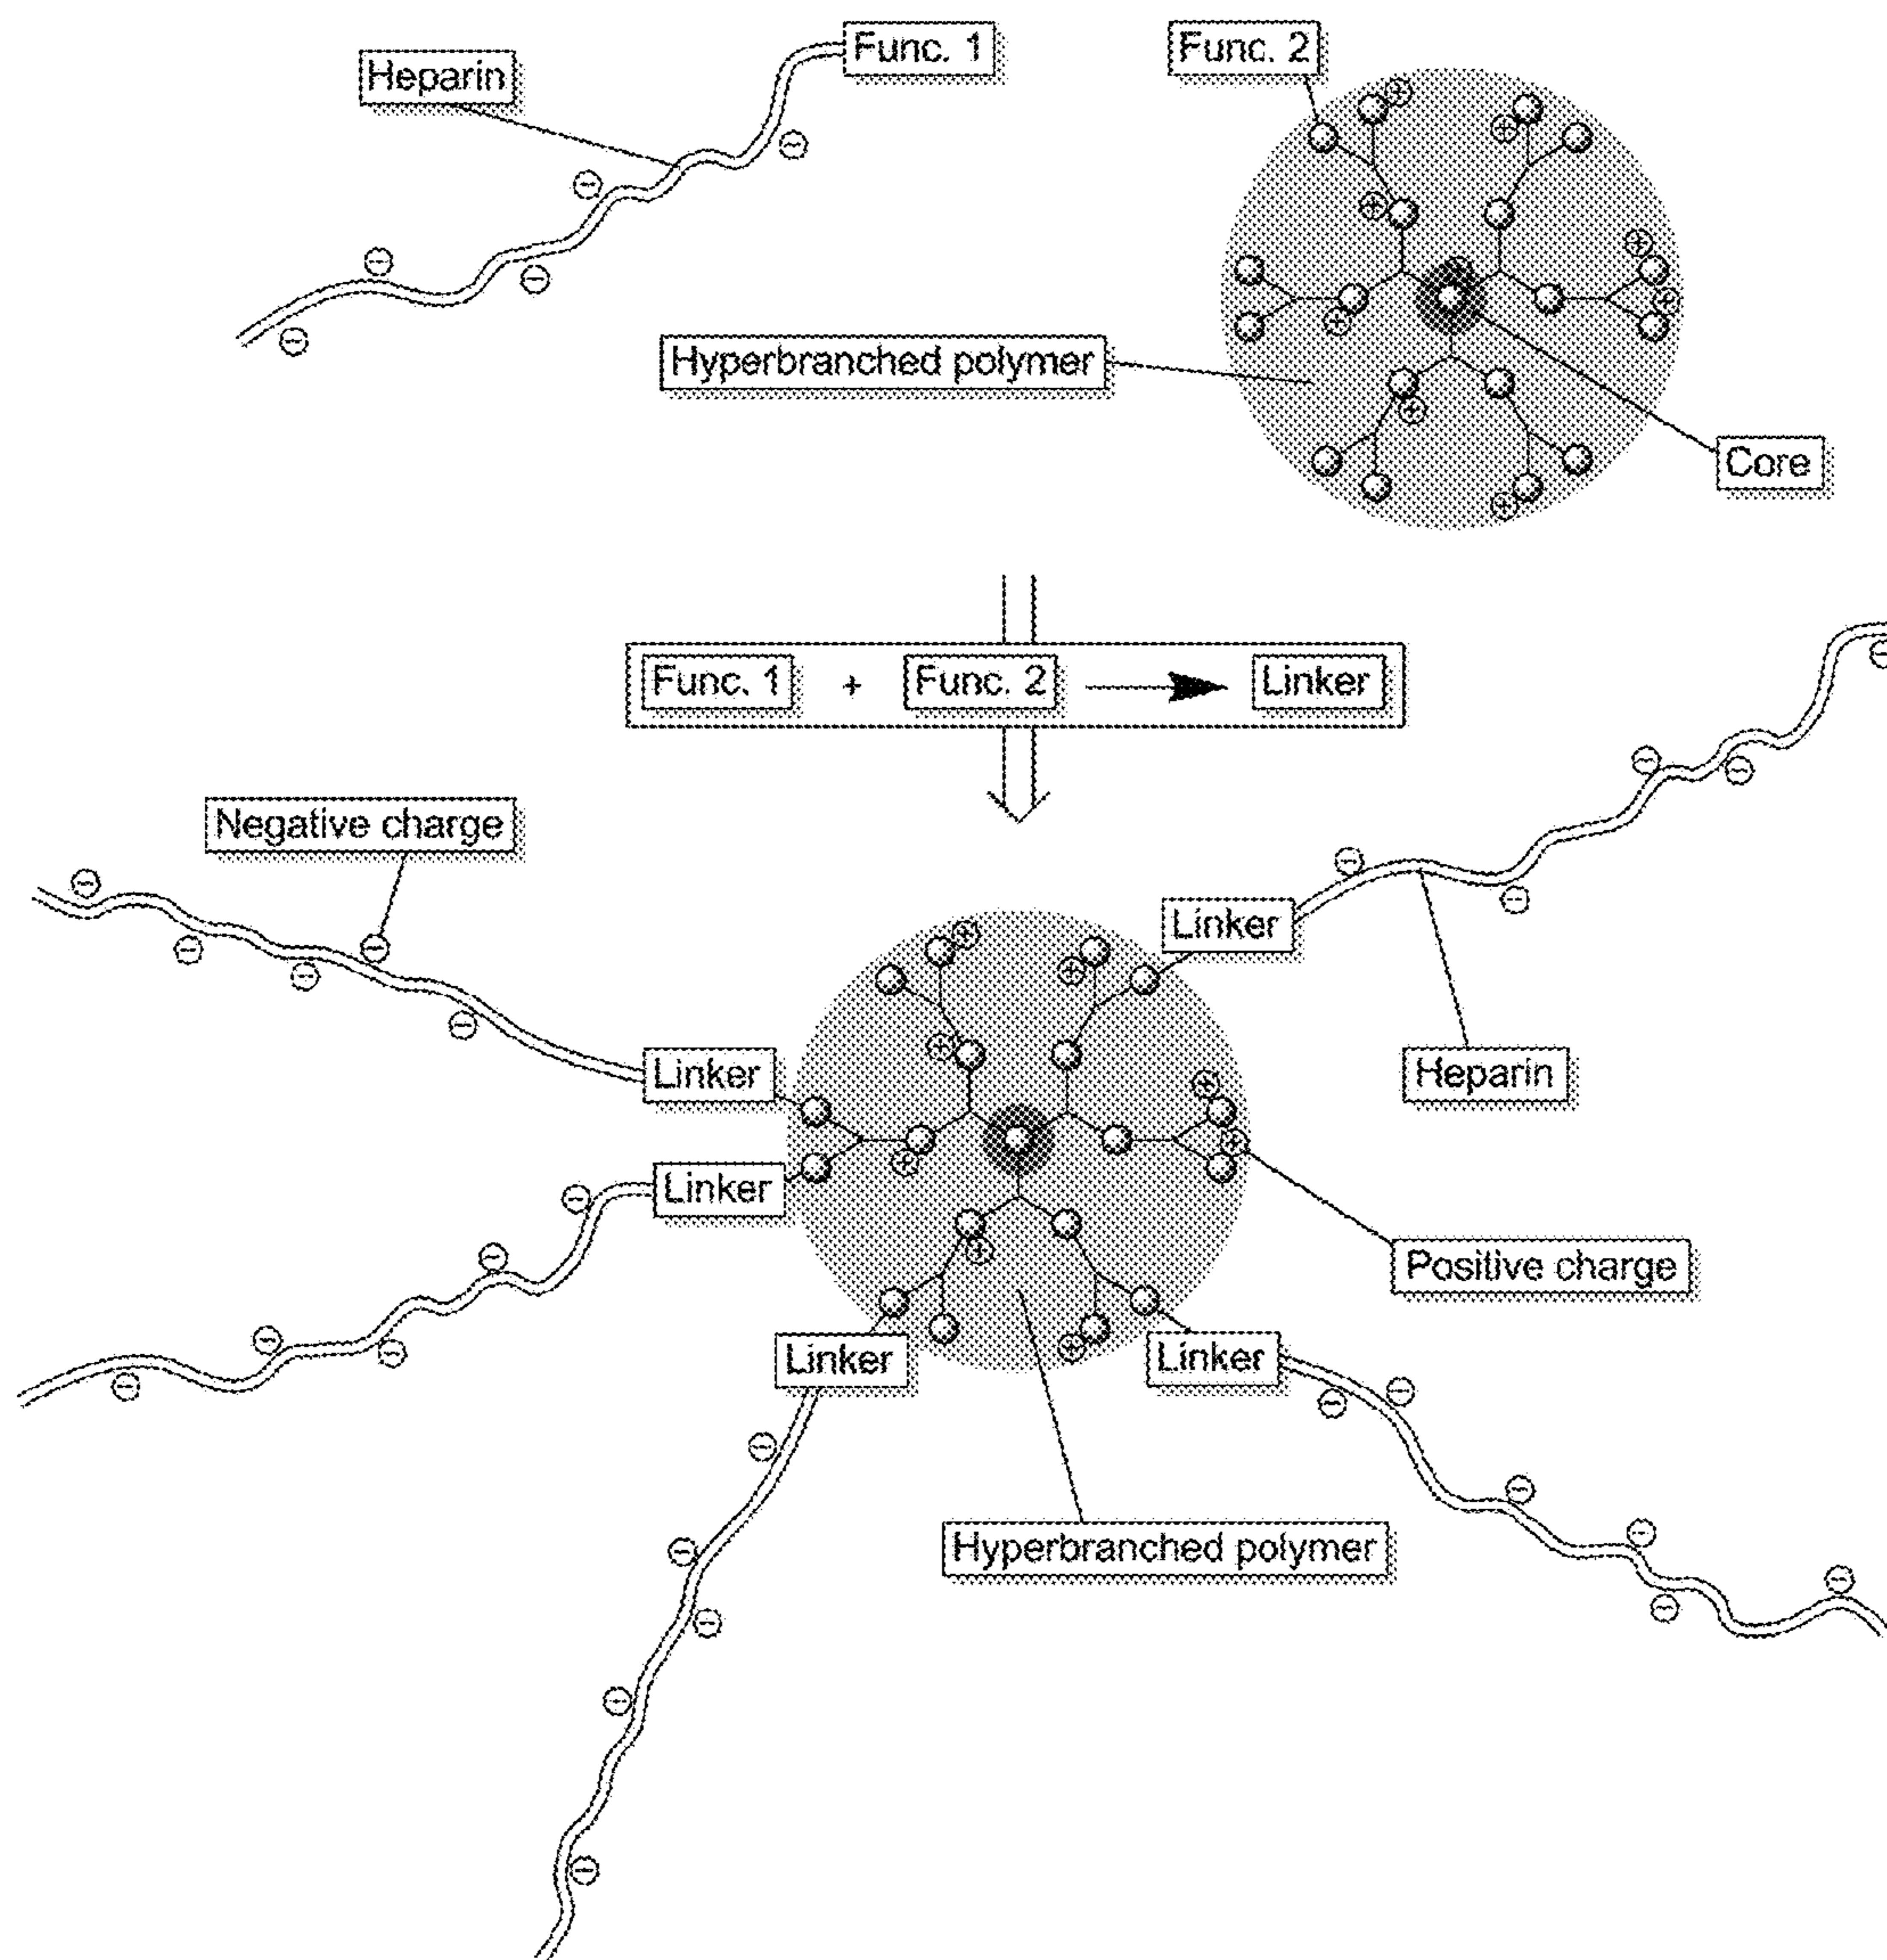 Func. 1
Func. 2
Heparin
Hyperbranched polymer
Core
Func. 1 + Func. 2 Linker
Negative charge
Linker
Linker
Heparin
Linker
Positive charge
Linker
Linker
Hyperbranched polymer